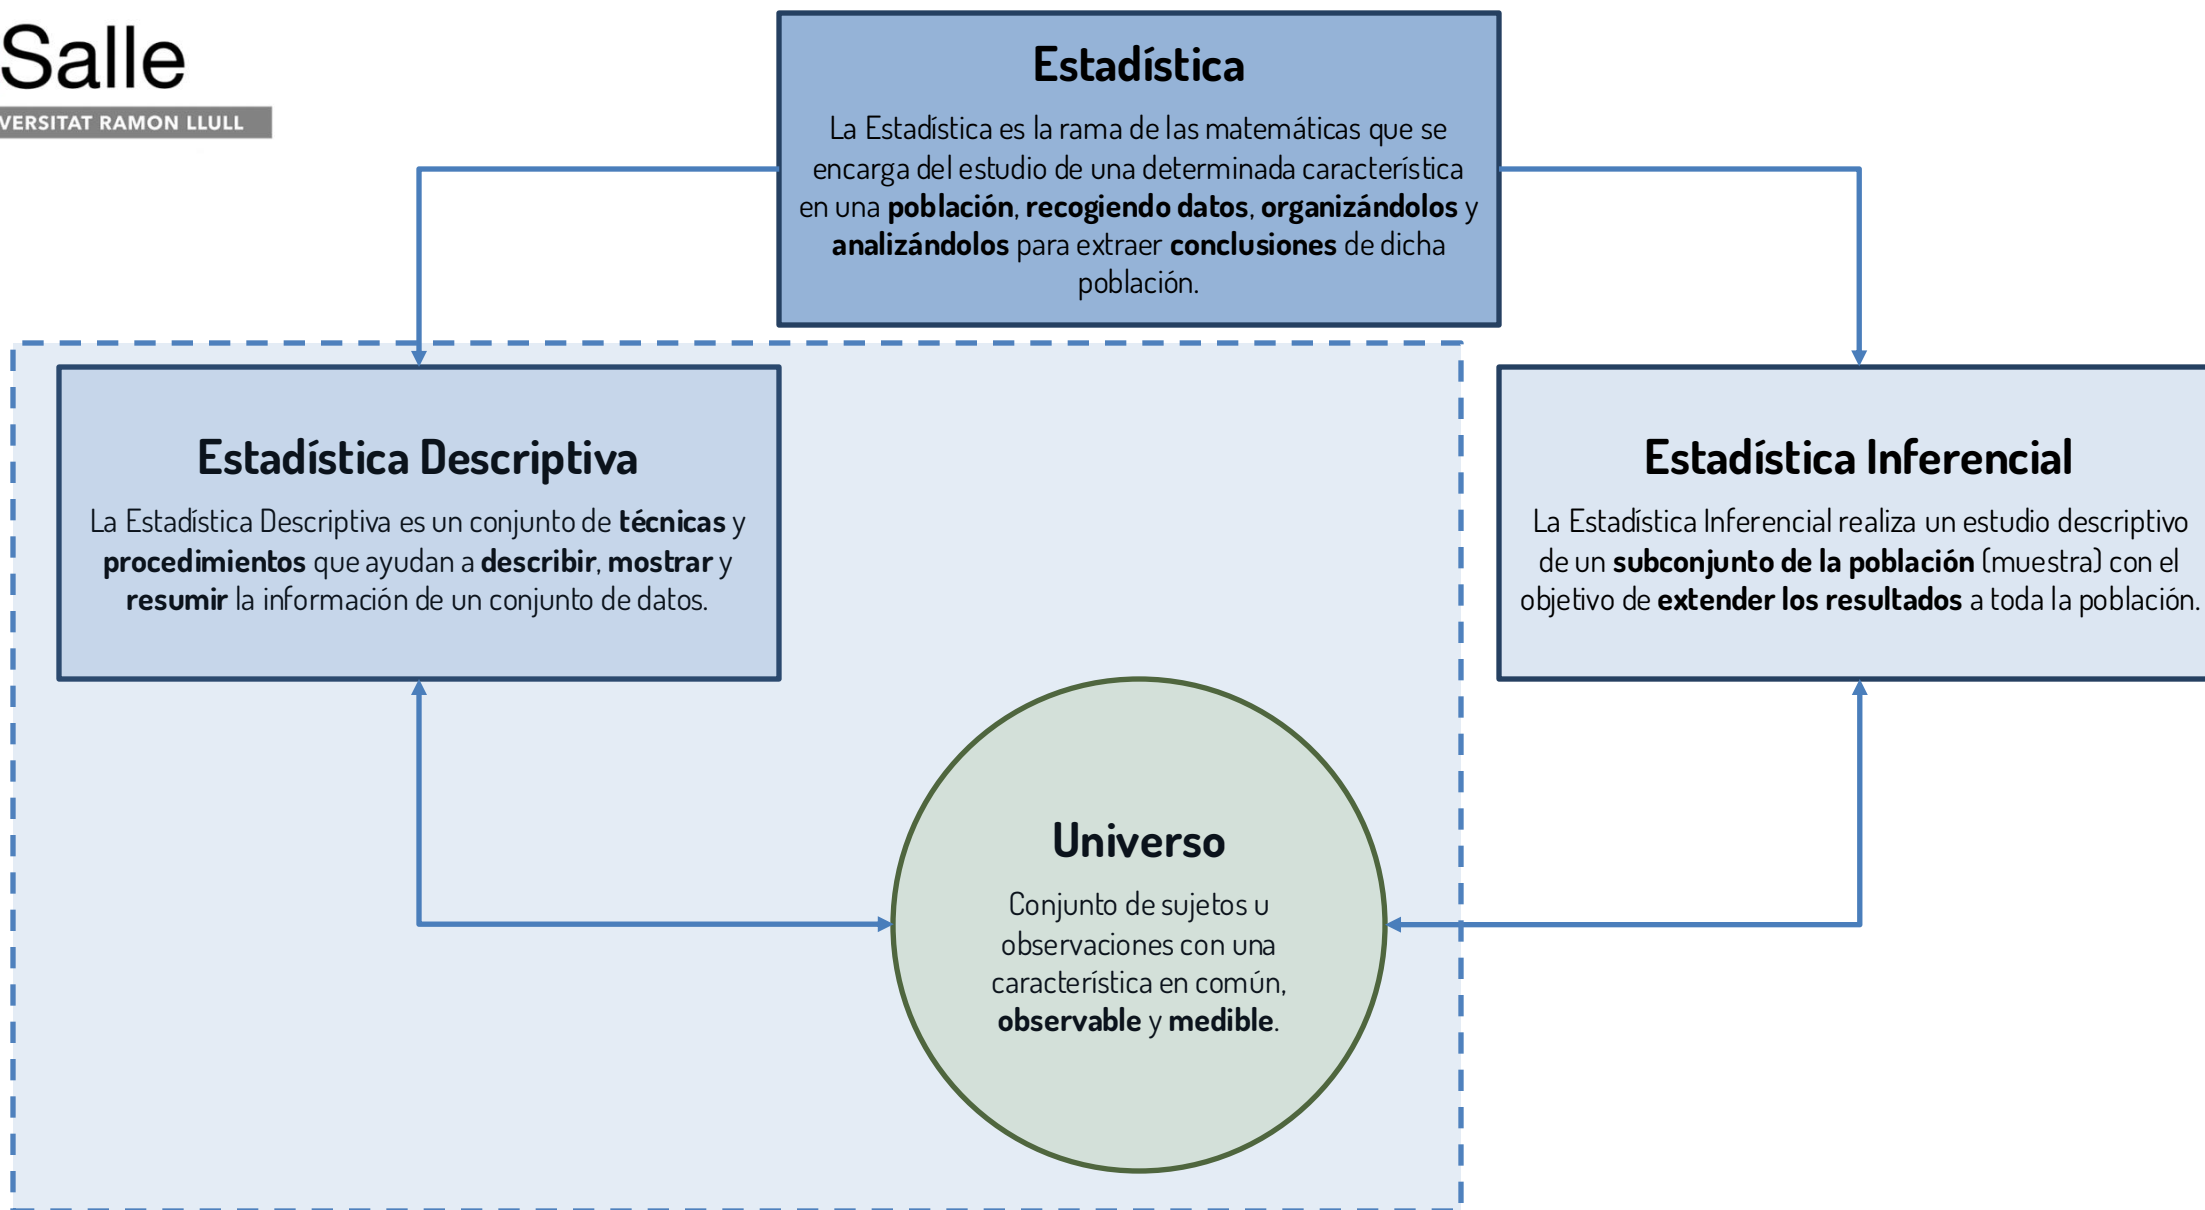 Salle
VERSITAT RAMON LLULL
Estadística
La Estadística es la rama de las matemáticas que se
encarga del estudio de una determinada característica
en una población, recogiendo datos, organizándolos y
analizándolos para extraer conclusiones de dicha
población.
Estadística Descriptiva
La Estadística Descriptiva es un conjunto de técnicas y
procedimientos que ayudan a describir, mostrar y
resumir la información de un conjunto de datos.
Estadística Inferencial
La Estadística Inferencial realiza un estudio descriptivo
de un subconjunto de la población (muestra) con el
objetivo de extender los resultados a toda la población.
Universo
Conjunto de sujetos u
observaciones con una
característica en común,
observable y medible.